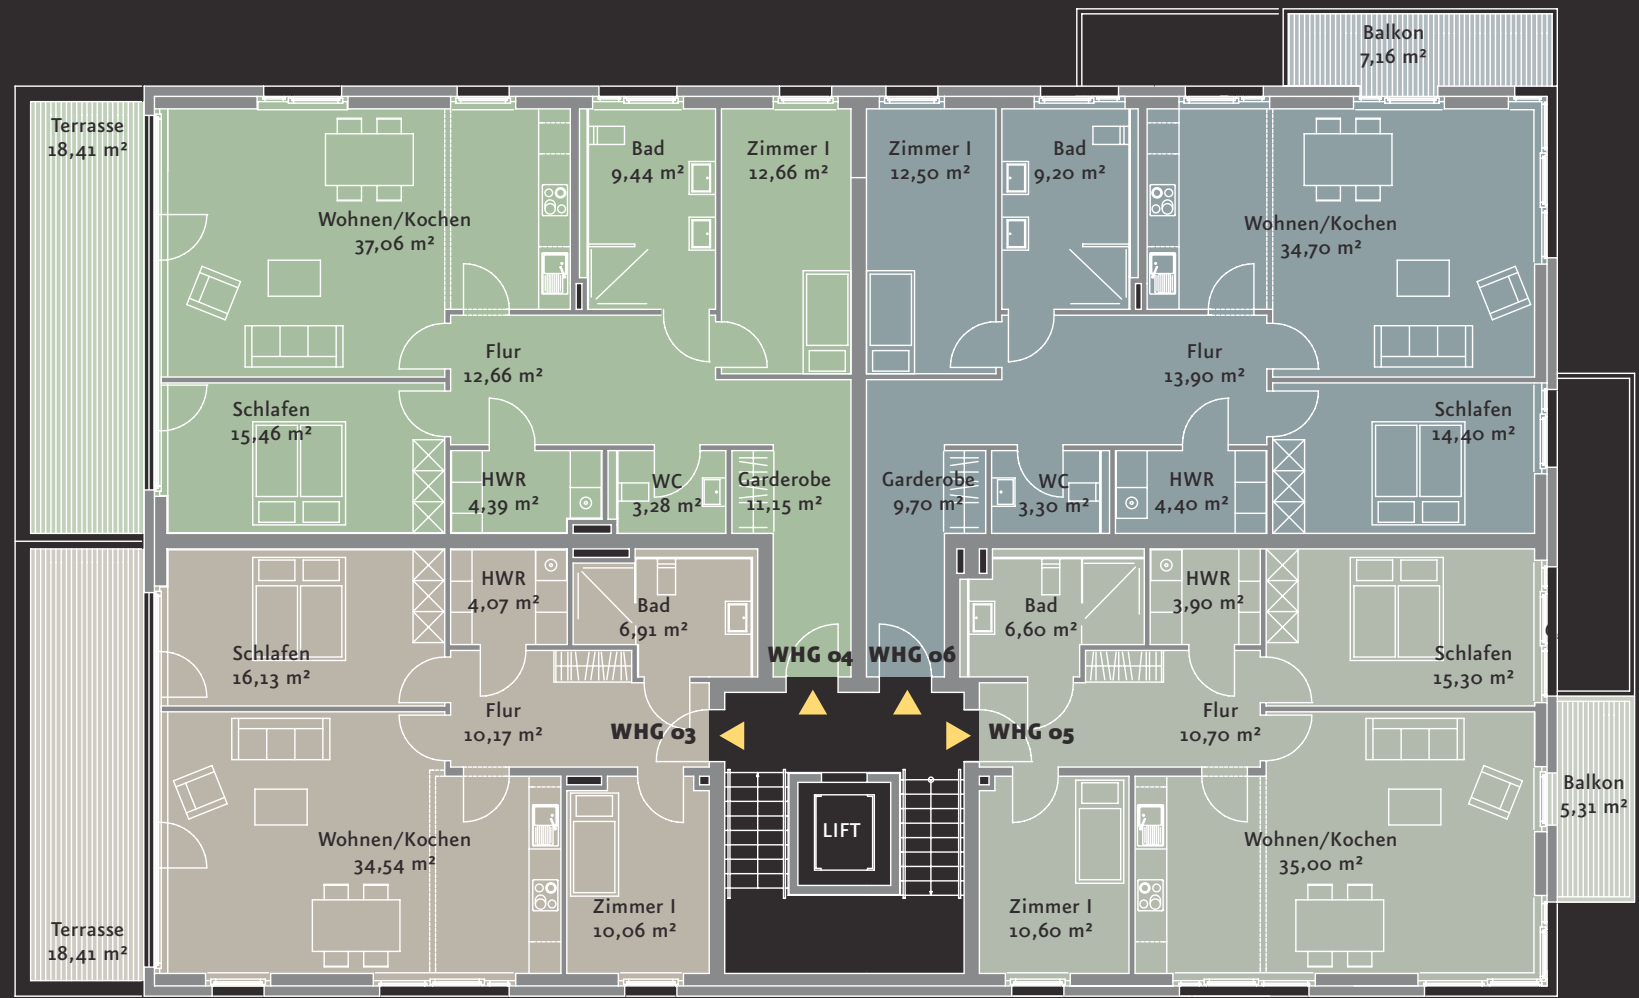 Balkon
7,16 m²
Terrasse
18,41 m²
Wohnen/Kochen
37,06 m²
Bad
9,44 m²
Zimmer I
12,66 m²
Zimmer I
12,50 m²
Bad
9,20 m²
Wohnen/Kochen
34,70 m²
Flur
12,66 m²
Flur
13,90 m²
Schlafen
15,46 m²
HWR
4,39 m²
WC
3,28 m²
Garderobe
11,15 m²
Garderobe
9,70 m²
WC
3,30 m²
HWR
4,40 m²
Schlafen
14,40 m²
Schlafen
16,13 m²
HWR
4,07 m²
Bad
6,91 m²
WHG 04
WHG 06
Bad
6,60 m²
HWR
3,90 m²
Schlafen
15,30 m²
Flur
10,17 m²
WHG 03
WHG 05
Flur
10,70 m²
Terrasse
18,41 m²
Wohnen/Kochen
34,54 m²
Zimmer I
10,06 m²
LIFT
Zimmer I
10,60 m²
Wohnen/Kochen
35,00 m²
Balkon
5,31 m²